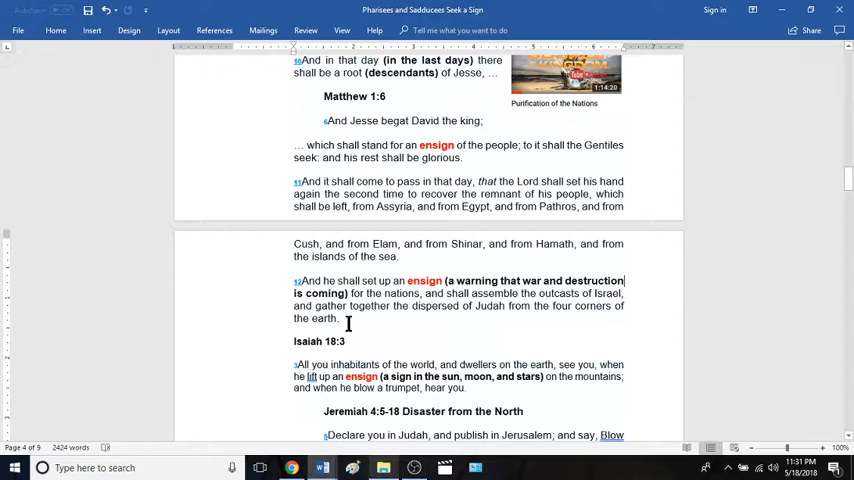 Pharisees and Sadducees Seek a Sign
Sign in
File
Home
Insert
Draw
Design
Layout
References
Mailings
Review
View
Help
Tell me what you want to do
Share
10And in that day (in the last days) there
shall be a root (descendants) of Jesse, …
1:14:20
Purification of the Nations
Matthew 1:6
6And Jesse begat David the king;
… which shall stand for an ensign of the people; to it shall the Gentiles
seek: and his rest shall be glorious.
11And it shall come to pass in that day, that the Lord shall set his hand
again the second time to recover the remnant of his people, which
shall be left, from Assyria, and from Egypt, and from Pathros, and from
Cush, and from Elam, and from Shinar, and from Hamath, and from
the islands of the sea.
12And he shall set up an ensign (a warning that war and destruction
is coming) for the nations, and shall assemble the outcasts of Israel,
and gather together the dispersed of Judah from the four corners of
the earth.
Isaiah 18:3
3All you inhabitants of the world, and dwellers on the earth, see you, when
he lift up an ensign (a sign in the sun, moon, and stars) on the mountains;
and when he blow a trumpet, hear you.
Jeremiah 4:5-18 Disaster from the North
5Declare you in Judah, and publish in Jerusalem; and say, Blow
Page 4 of 9
2424 words
100%
Type here to search
11:31 PM
5/18/2018